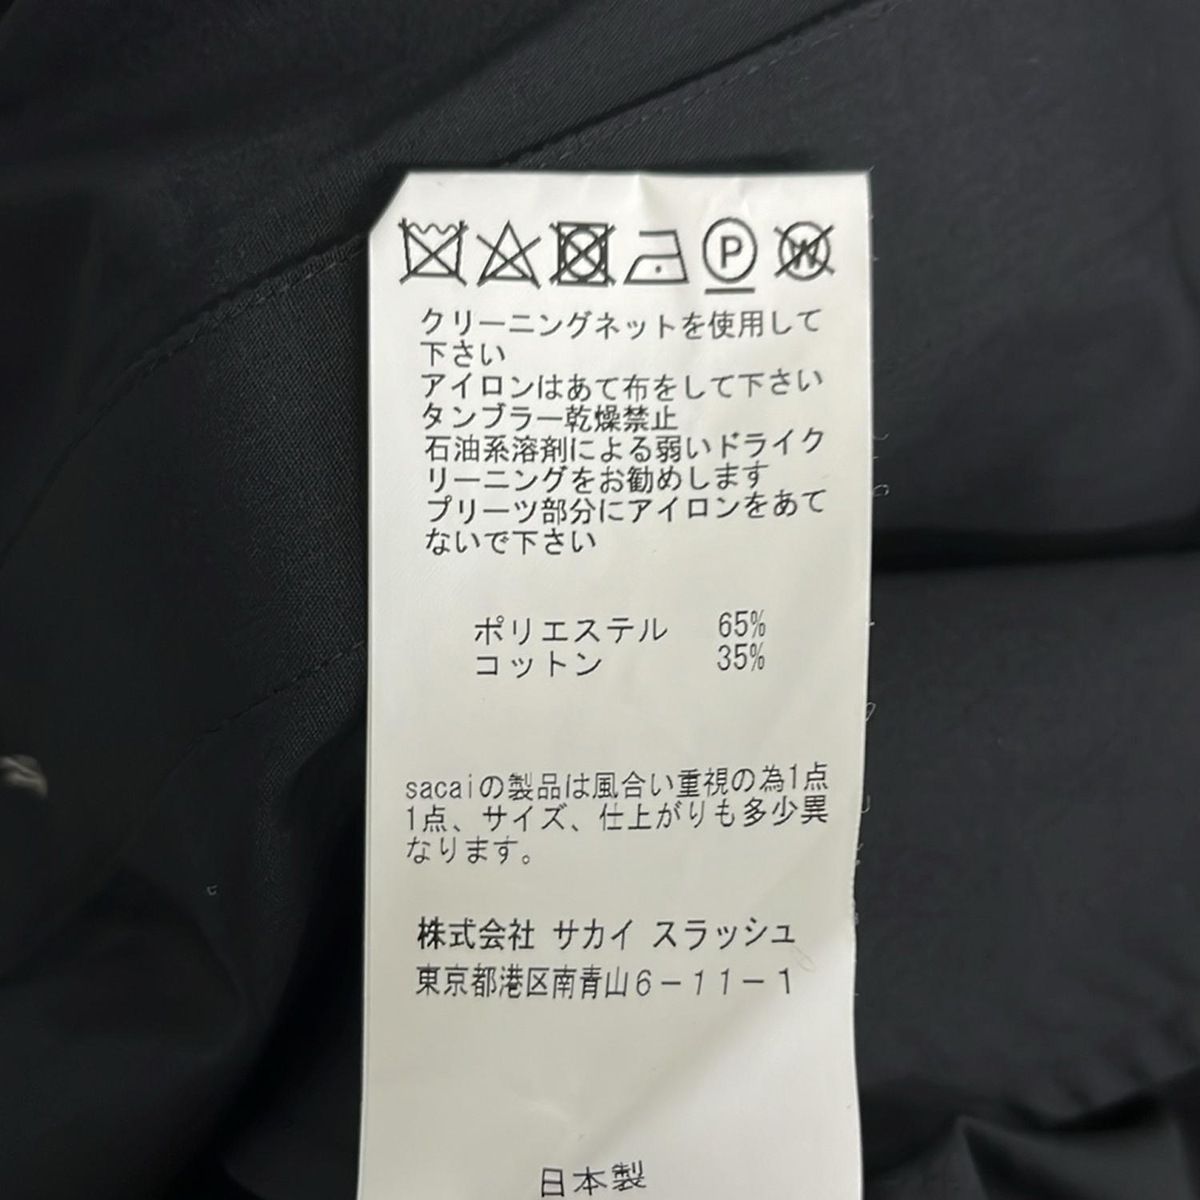 P W
クリーニングネットを使用して
下さい
アイロンはあて布をして下さい
タンブラー乾燥禁止
石油系溶剤による弱いドライク
リーニングをお勧めします
プリーツ部分にアイロンをあて
ないで下さい
ポリエステル 65%
コットン 35%
sacaiの製品は風合い重視の為1点
1点、サイズ、仕上がりも多少異
なります。
株式会社 サカイ スラッシュ
東京都港区南青山6-11-1
日本製